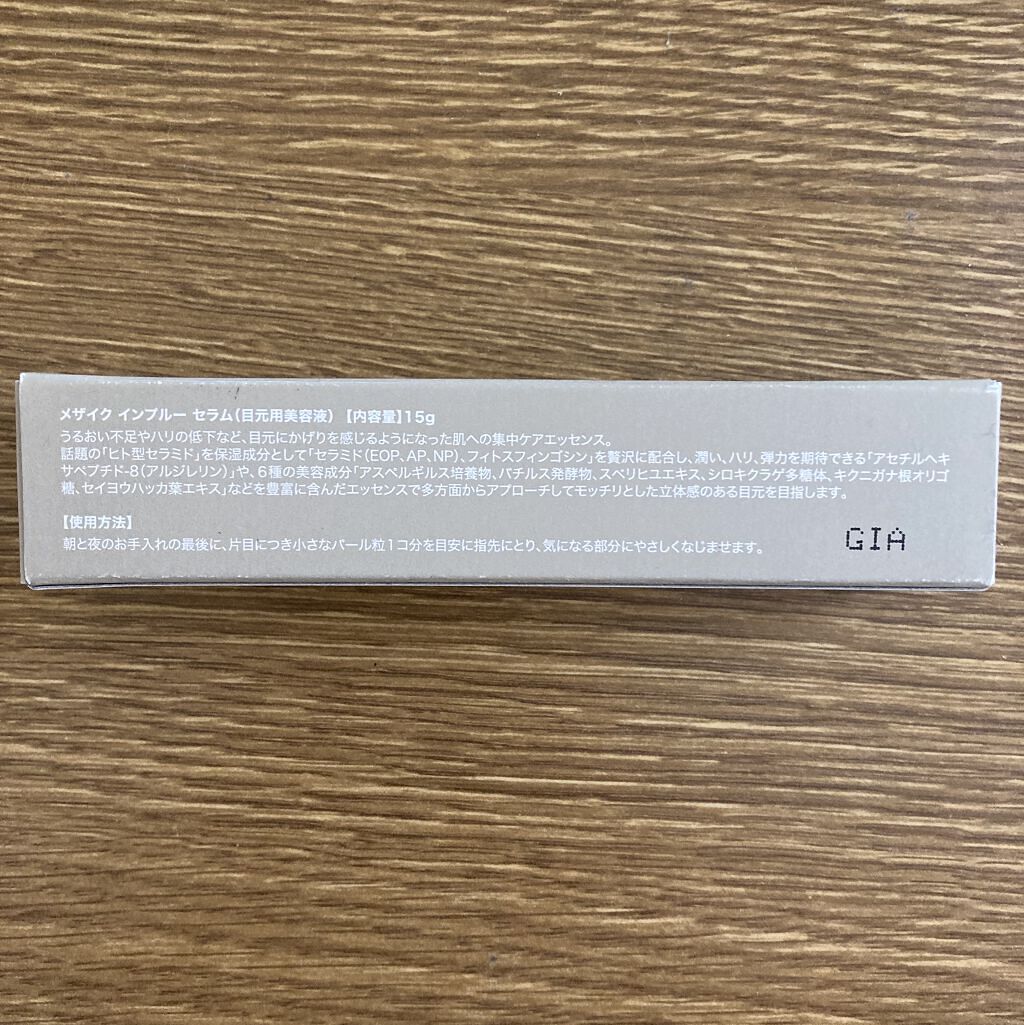 メザイク インプルー セラム（目元用美容液）【内容量】15g
うるおい不足やハリの低下など、目元にかげりを感じるようになった肌への集中ケアエッセンス。
話題の「ヒト型セラミド」を保湿成分として「セラミド（EOP、AP、NP）、フィトスフィンゴシン」を贅沢に配合し、潤い、ハリ、弾力を期待できる「アセチルヘキ
サペプチド-8（アルジレリン）」や、6種の美容成分「アスペルギルス培養物、バチルス発酵物、スベリヒユエキス、シロキクラゲ多糖体、キクニガナ根オリゴ
糖、セイヨウハッカ葉エキス」などを豊富に含んだエッセンスで多方面からアプローチしてモッチリとした立体感のある目元を目指します。
【使用方法】
朝と夜のお手入れの最後に、片目につき小さなパール粒1コ分を目安に指先にとり、気になる部分にやさしくなじませます。
GIA